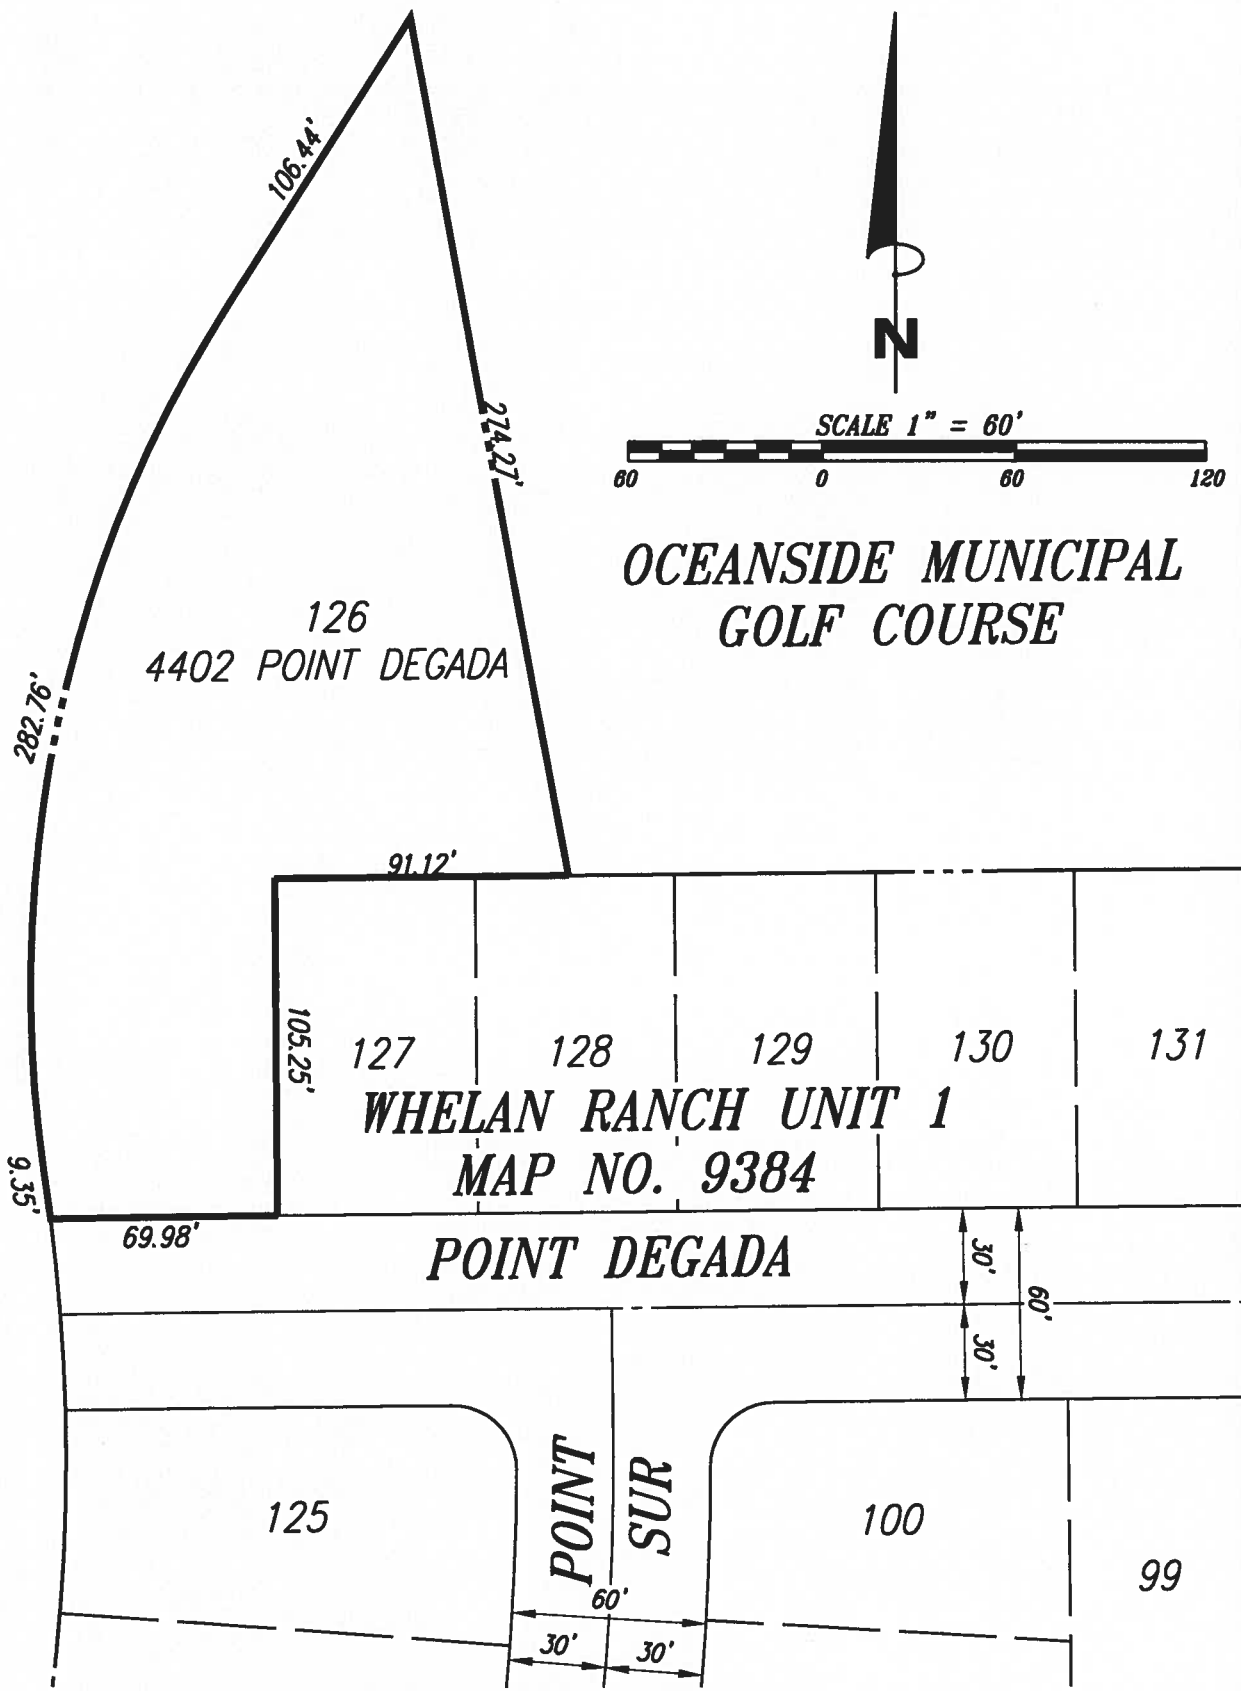 106.44'
N
SCALE 1" = 60'
60 0 60 120
274.27'
OCEANSIDE MUNICIPAL
GOLF COURSE
126
4402 POINT DEGADA
282.76'
91.12'
105.25'
127 128 129 130 131
WHELAN RANCH UNIT 1
MAP NO. 9384
9.35'
69.98'
POINT DEGADA
30'
60'
30'
POINT
SUR
125
100
99
60'
30' 30'